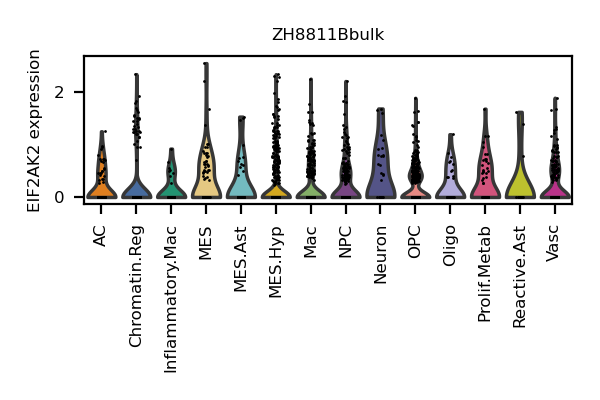 ZH8811Bbulk
EIF2AK2 expression
2
0
AC
Chromatin.Reg
Inflammatory.Mac
MES
MES.Ast
MES.Hyp
Mac
NPC
Neuron
OPC
Oligo
Prolif.Metab
Reactive.Ast
Vasc